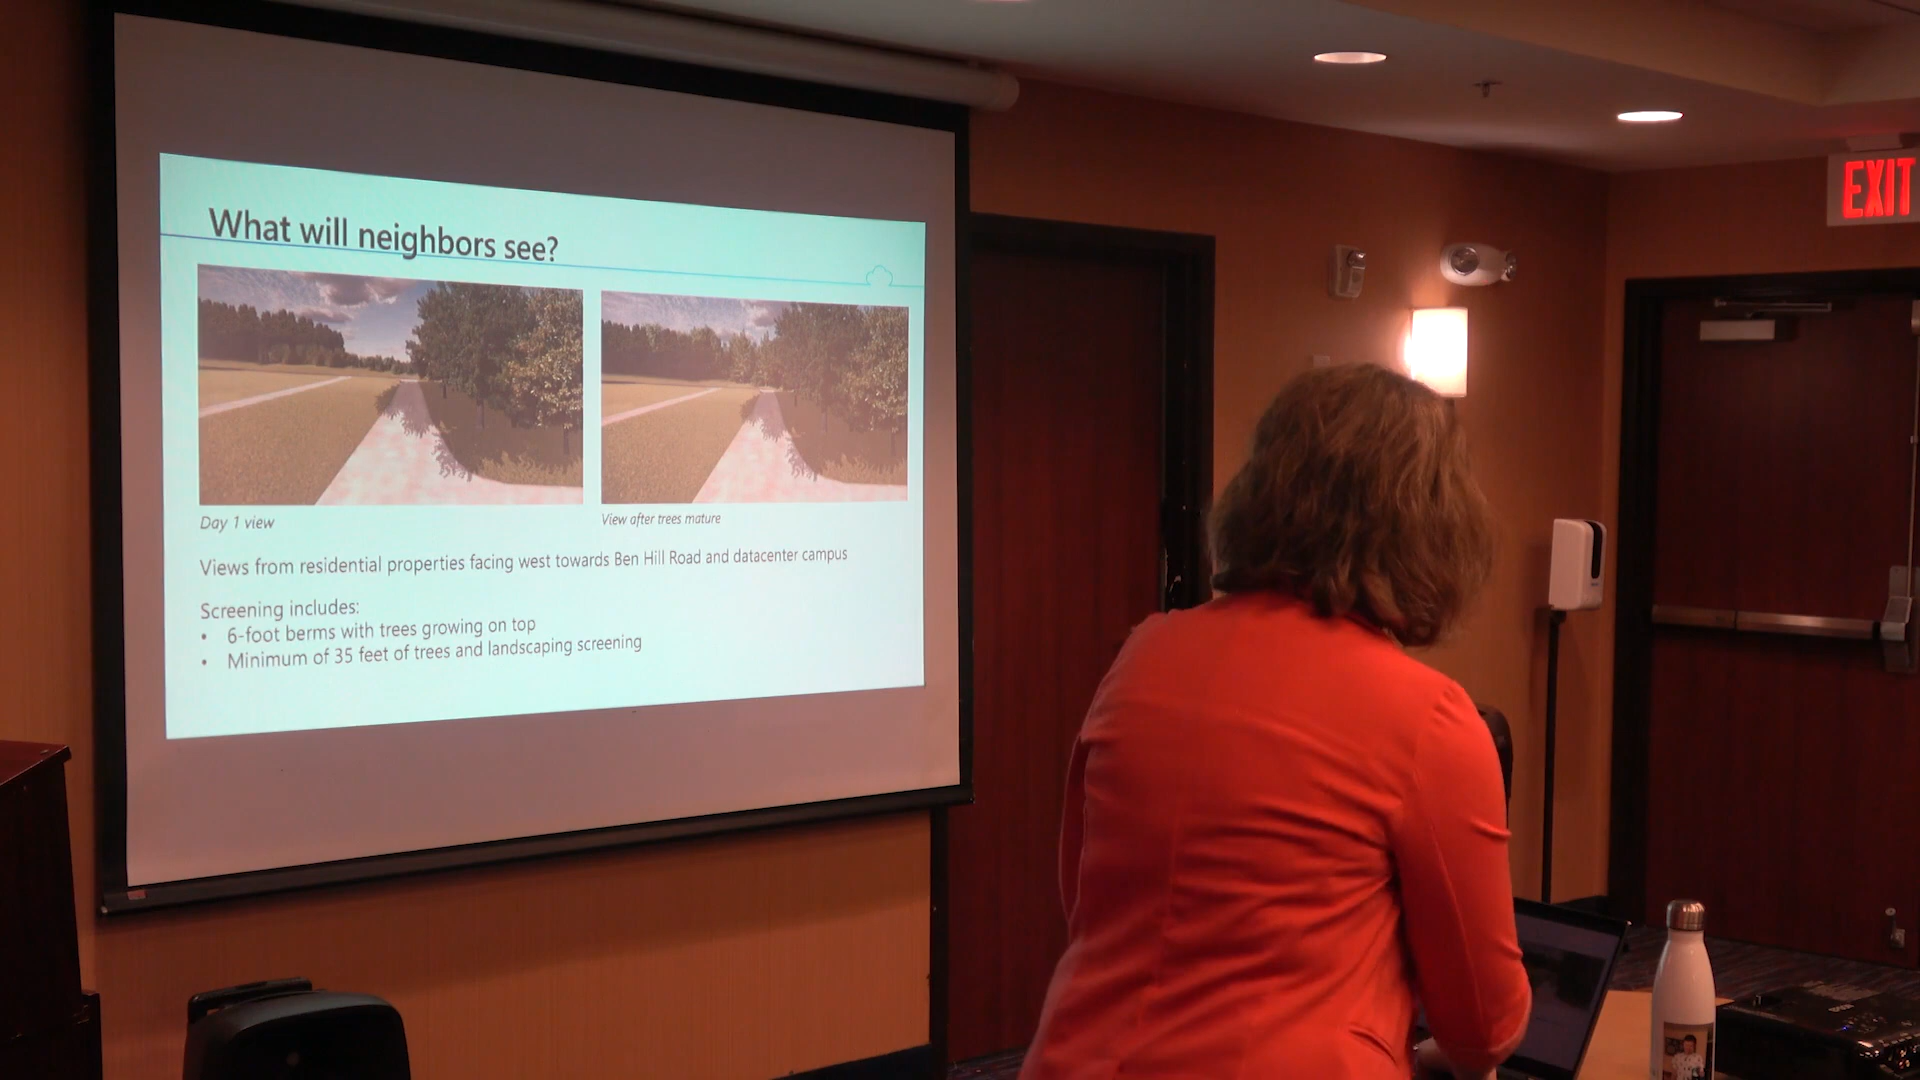 What will neighbors see?
Day 1 view
View after trees mature
Views from residential properties facing west towards Ben Hill Road and datacenter campus
Screening includes:
• 6-foot berms with trees growing on top
• Minimum of 35 feet of trees and landscaping screening
EXIT